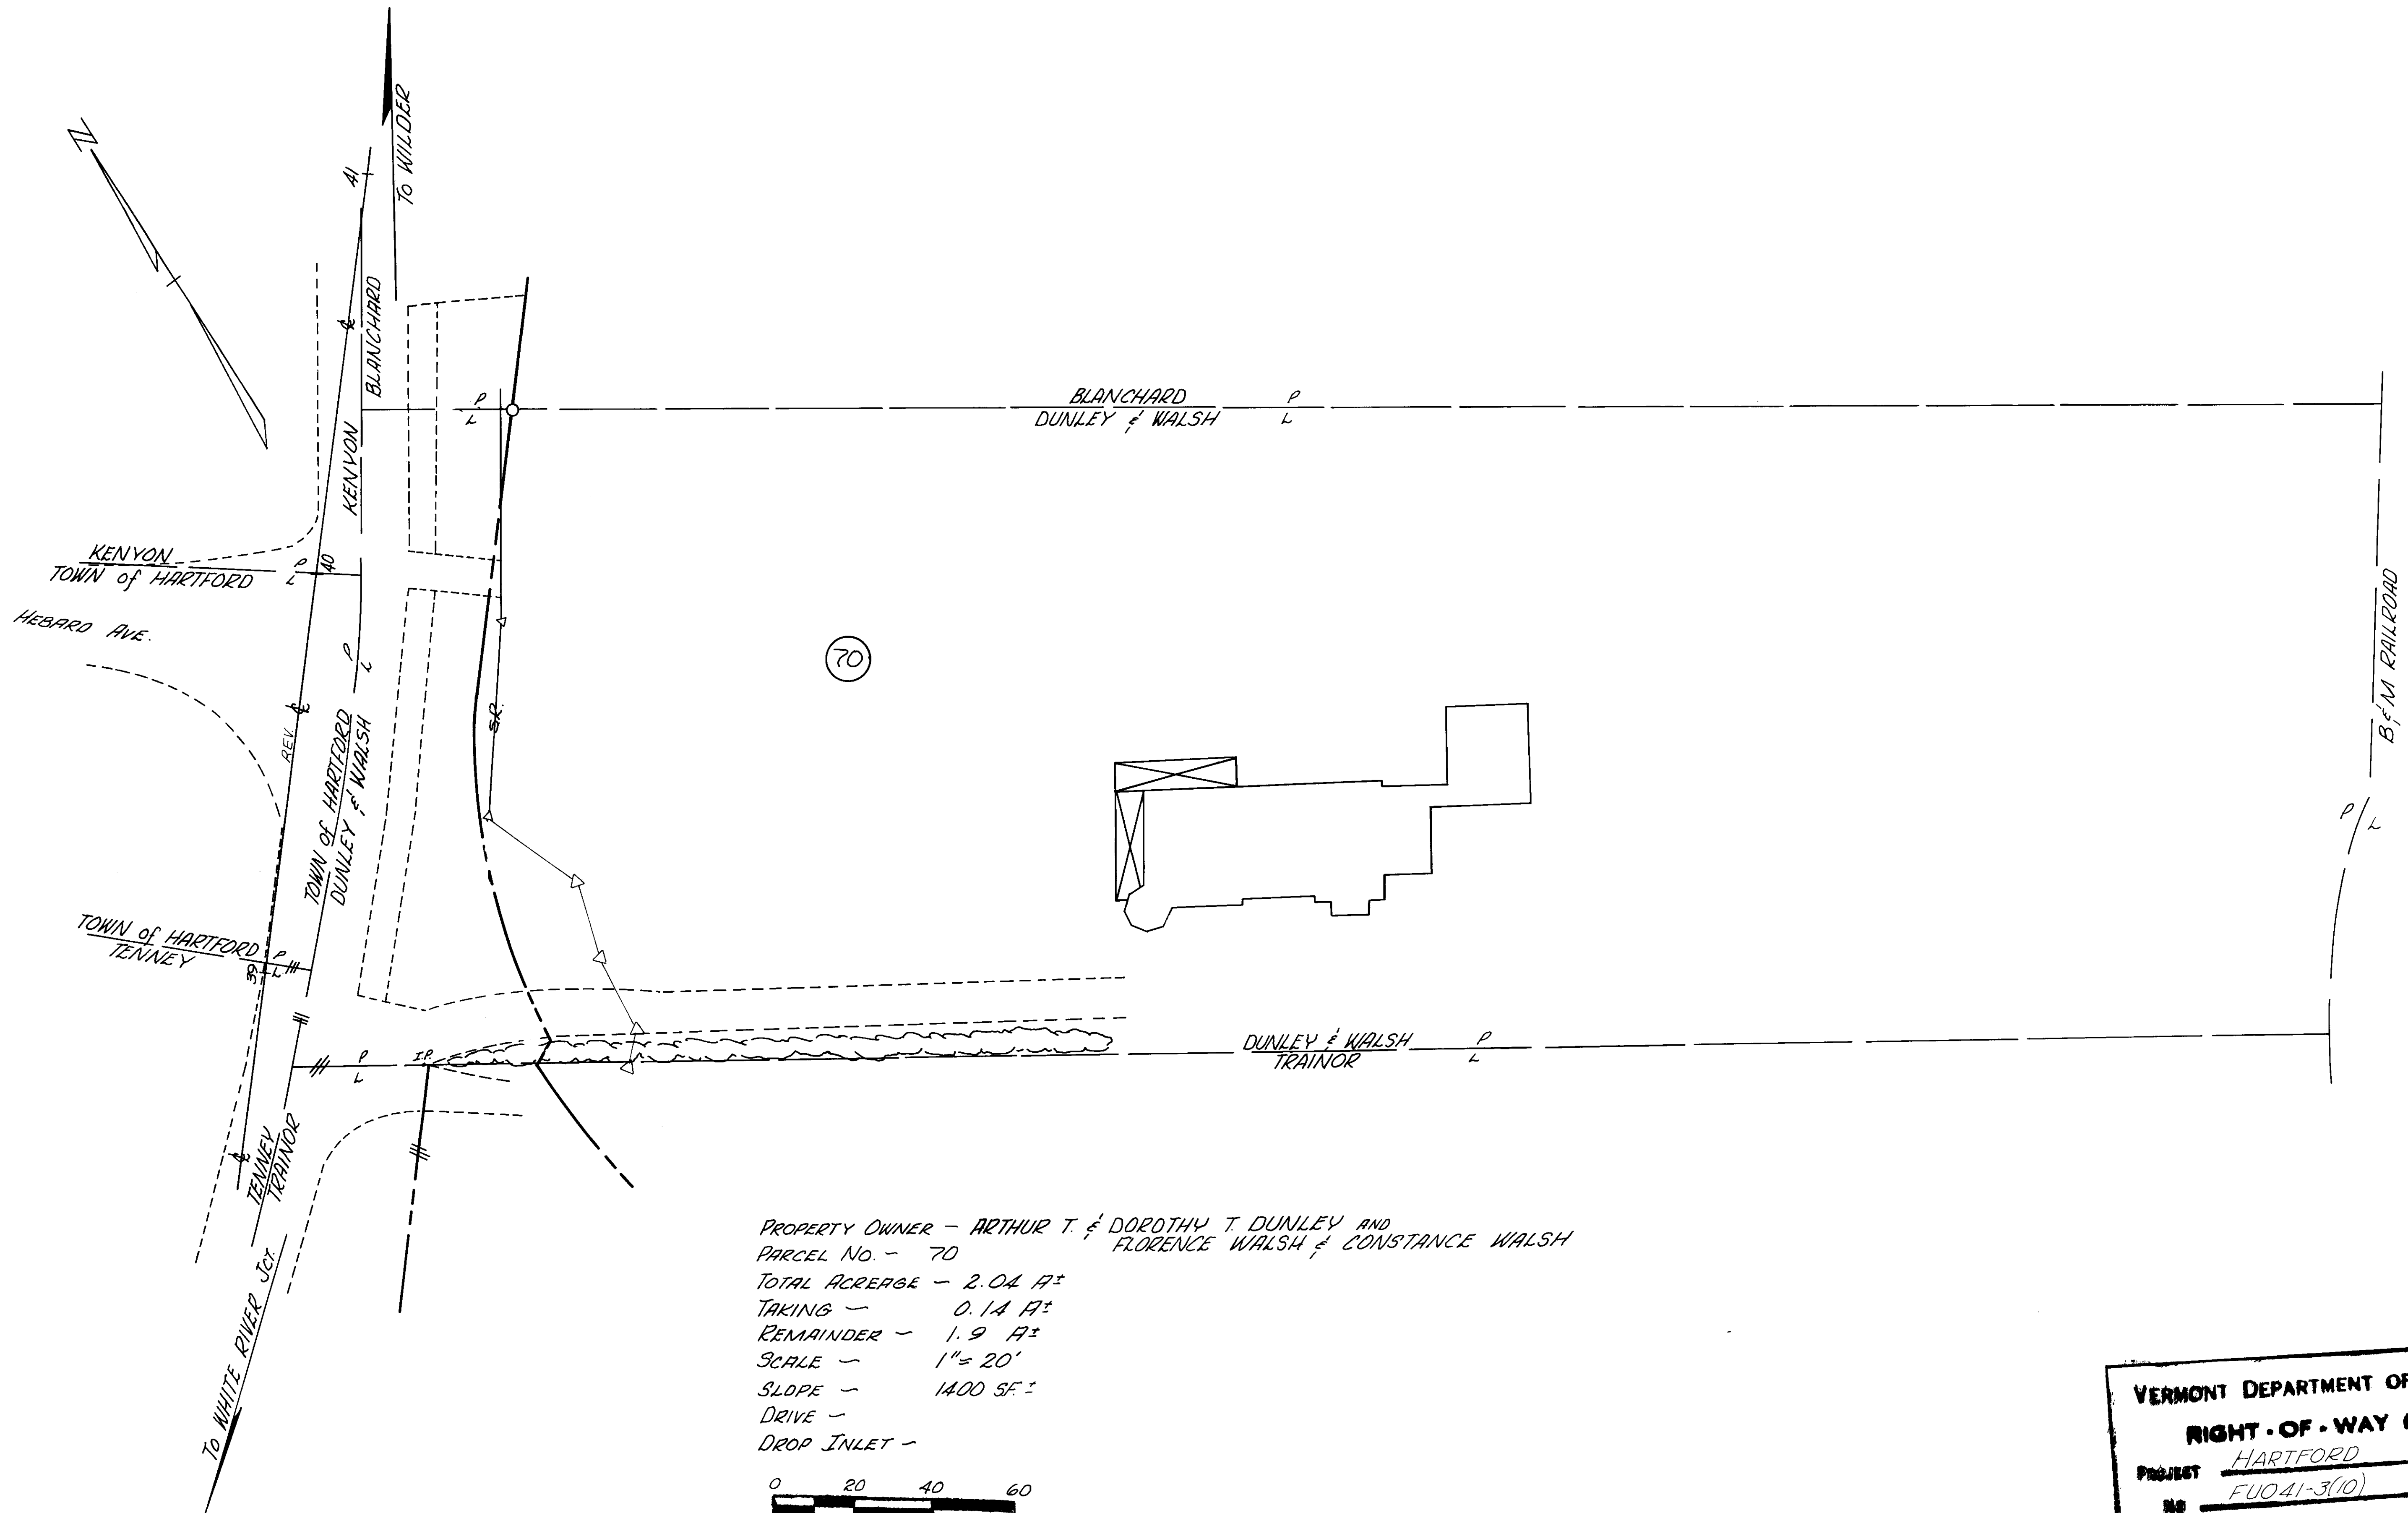 N
TO WILDER
41
BLANCHARD
KENYON
℄
P
L
BLANCHARD
DUNLEY & WALSH
P
L
KENYON
TOWN of HARTFORD
P
L
40
HEBARD AVE.
P
L
70
B & M RAILROAD
S.R.
℄
REV.
TOWN of HARTFORD
DUNLEY & WALSH
P
L
TOWN of HARTFORD
TENNEY
P
L
39
P
L
I.P.
DUNLEY & WALSH
TRAINOR
P
L
℄
TENNEY
TRAINOR
TO WHITE RIVER JCT.
PROPERTY OWNER - ARTHUR T. & DOROTHY T. DUNLEY AND
FLORENCE WALSH & CONSTANCE WALSH
PARCEL NO. - 70
TOTAL ACREAGE - 2.04 A±
TAKING - 0.14 A±
REMAINDER - 1.9 A±
SCALE - 1" = 20'
SLOPE - 1400 SF.±
DRIVE -
DROP INLET -
0 20 40 60
VERMONT DEPARTMENT OF
RIGHT-OF-WAY
PROJECT HARTFORD
NO FU041-3(10)